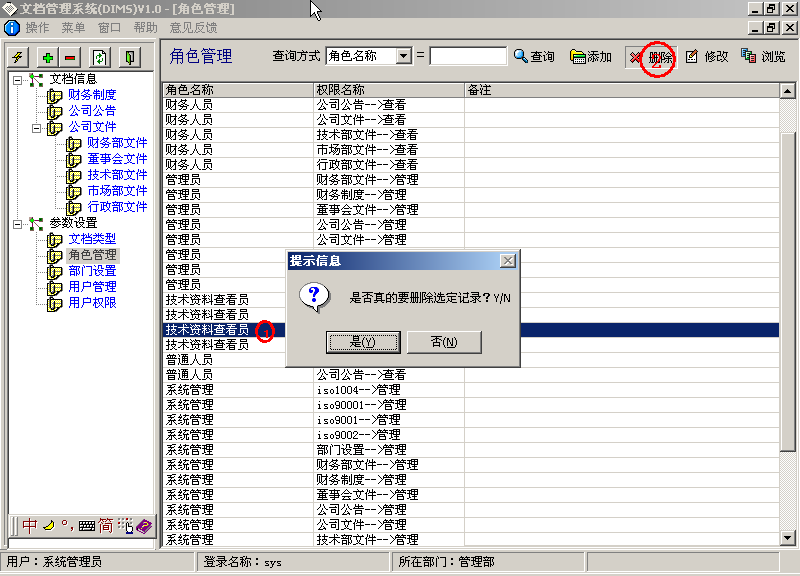 文档管理系统(DIMS)V1.0 - [角色管理]
操作 菜单 窗口 帮助 意见反馈
角色管理 查询方式 角色名称 = 查询 添加 删除 修改 浏览
2
文档信息
财务制度
公司公告
公司文件
财务部文件
董事会文件
技术部文件
市场部文件
行政部文件
参数设置
文档类型
角色管理
部门设置
用户管理
用户权限
角色名称 权限名称 备注
财务人员 公司公告-->查看
财务人员 公司文件-->查看
财务人员 技术部文件-->查看
财务人员 市场部文件-->查看
财务人员 行政部文件-->查看
管理员 财务部文件-->管理
管理员 财务制度-->管理
管理员 董事会文件-->管理
管理员 公司公告-->管理
管理员 公司文件-->管理
管理员
管理员
管理员
技术资料查看员
技术资料查看员
技术资料查看员 1
技术资料查看员
普通人员
普通人员 公司公告-->查看
系统管理 iso1004-->管理
系统管理 iso90001-->管理
系统管理 iso9001-->管理
系统管理 iso9002-->管理
系统管理 部门设置-->管理
系统管理 财务部文件-->管理
系统管理 财务制度-->管理
系统管理 董事会文件-->管理
系统管理 公司公告-->管理
系统管理 公司文件-->管理
系统管理 技术部文件-->管理
提示信息
是否真的要删除选定记录？Y/N
是(Y) 否(N)
中 简
用户：系统管理员 登录名称：sys 所在部门：管理部